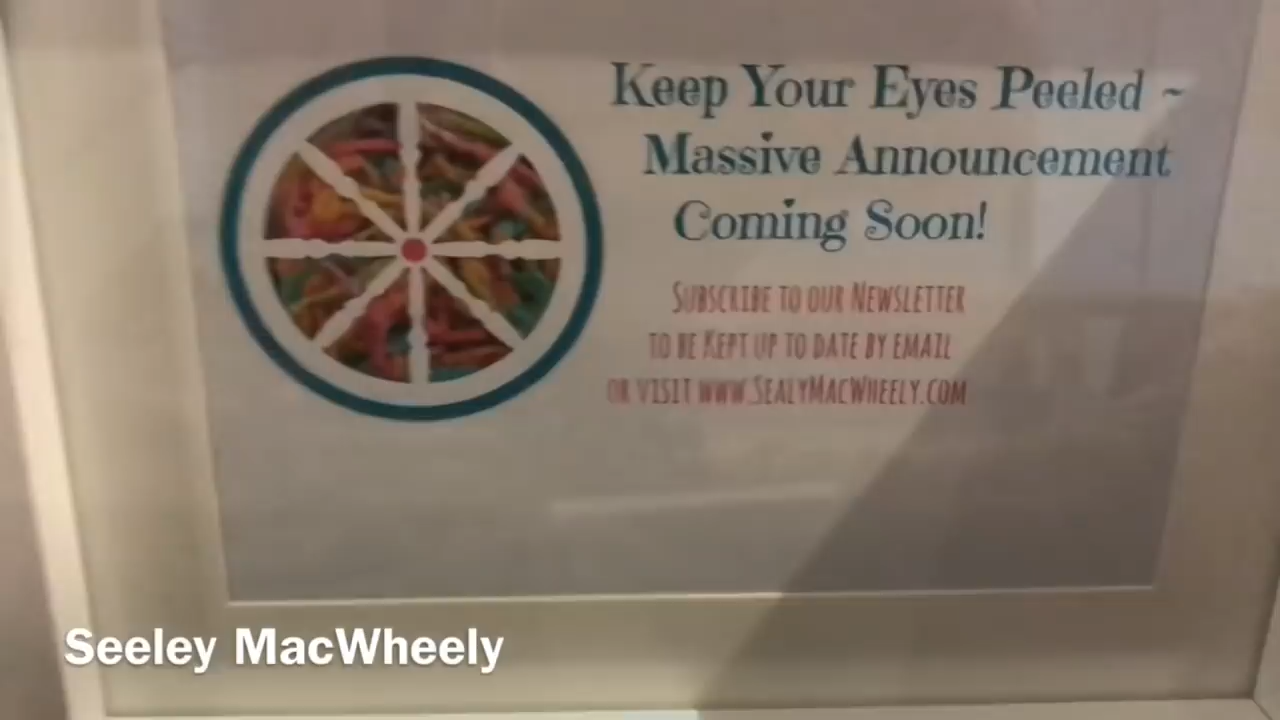 Keep Your Eyes Peeled ~
Massive Announcement
Coming Soon!
Subscribe to our Newsletter
to be Kept up to date by email
or visit www.SealyMacWheely.com
Seeley MacWheely